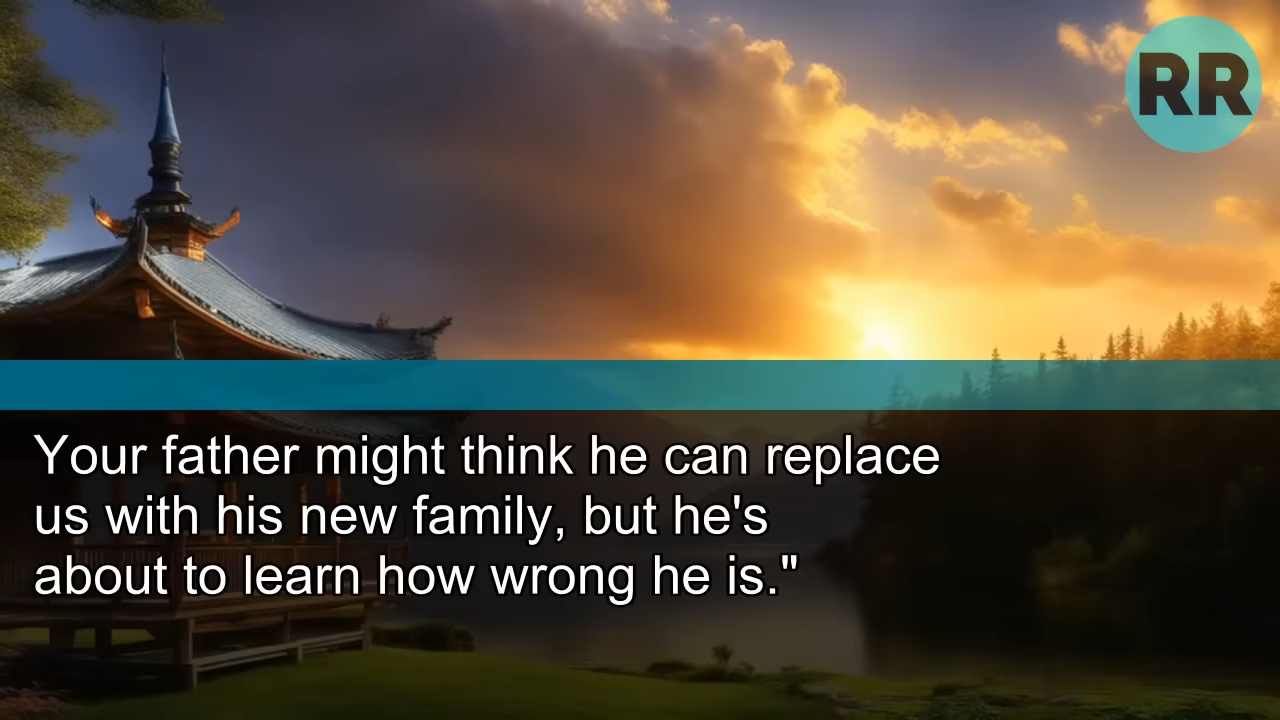 RR
Your father might think he can replace
us with his new family, but he's
about to learn how wrong he is."